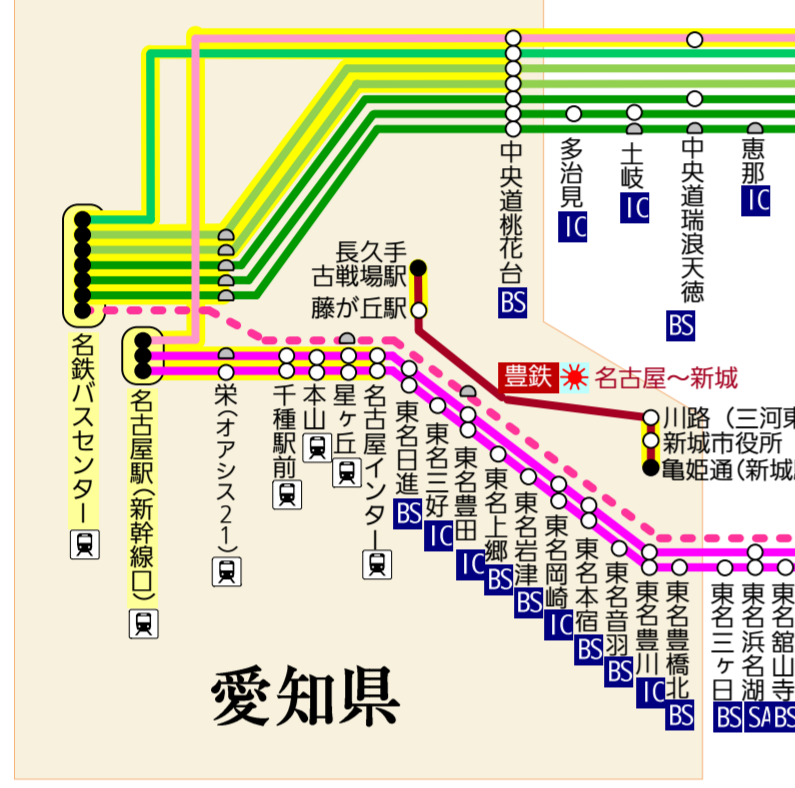 中央道桃花台
BS
多治見
IC
土岐
IC
中央道瑞浪天徳
BS
恵那
IC
長久手
古戦場駅
藤が丘駅
豊鉄
名古屋～新城
川路（三河東
新城市役所
亀姫通(新城
名鉄バスセンター
名古屋駅(新幹線口)
栄(オアシス21)
千種駅前
本山
星ヶ丘
名古屋インター
東名日進
BS
東名三好
IC
東名豊田
IC
東名上郷
BS
東名岩津
BS
東名岡崎
IC
東名本宿
BS
東名音羽
BS
東名豊川
IC
東名豊橋北
BS
東名三ヶ日
BS
東名浜名湖
SA
東名舘山寺
BS
愛知県